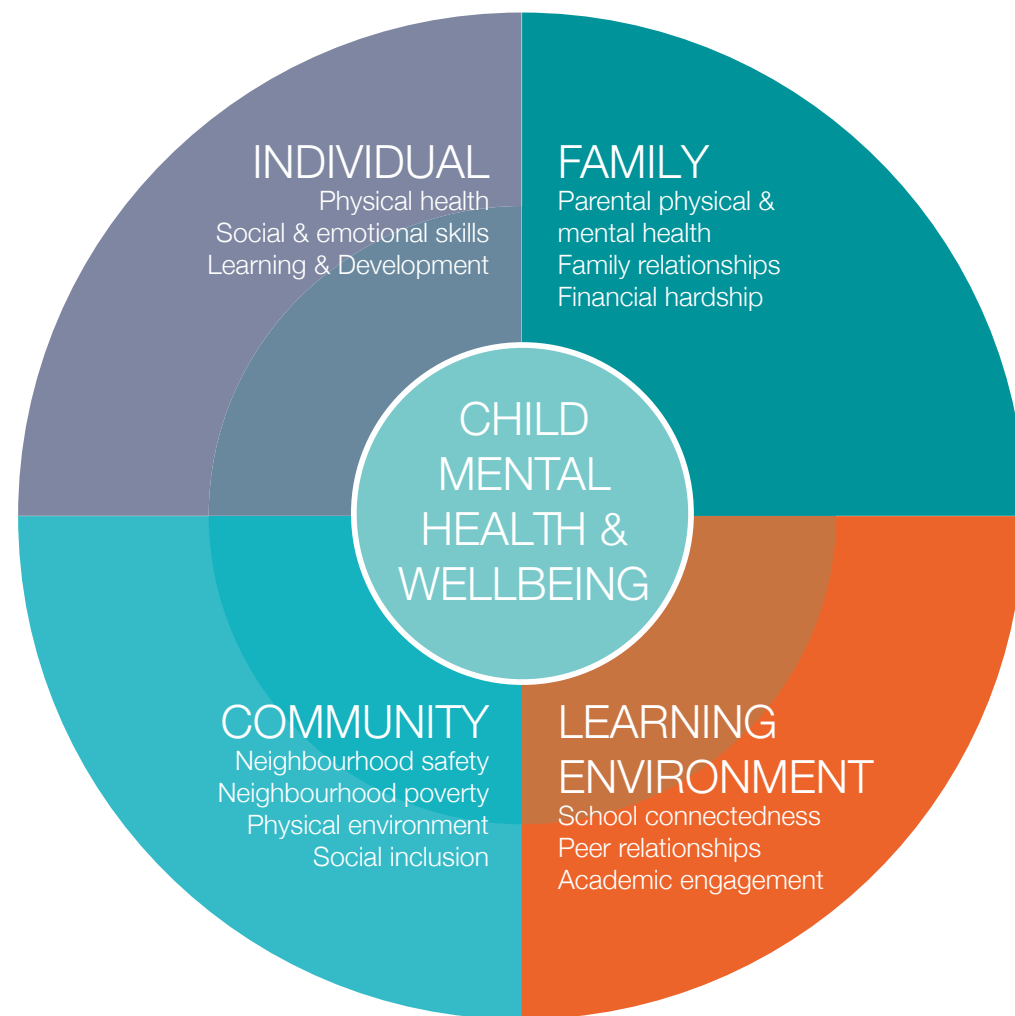 INDIVIDUAL
Physical health
Social & emotional skills
Learning & Development
FAMILY
Parental physical &
mental health
Family relationships
Financial hardship
CHILD
MENTAL
HEALTH &
WELLBEING
COMMUNITY
Neighbourhood safety
Neighbourhood poverty
Physical environment
Social inclusion
LEARNING
ENVIRONMENT
School connectedness
Peer relationships
Academic engagement